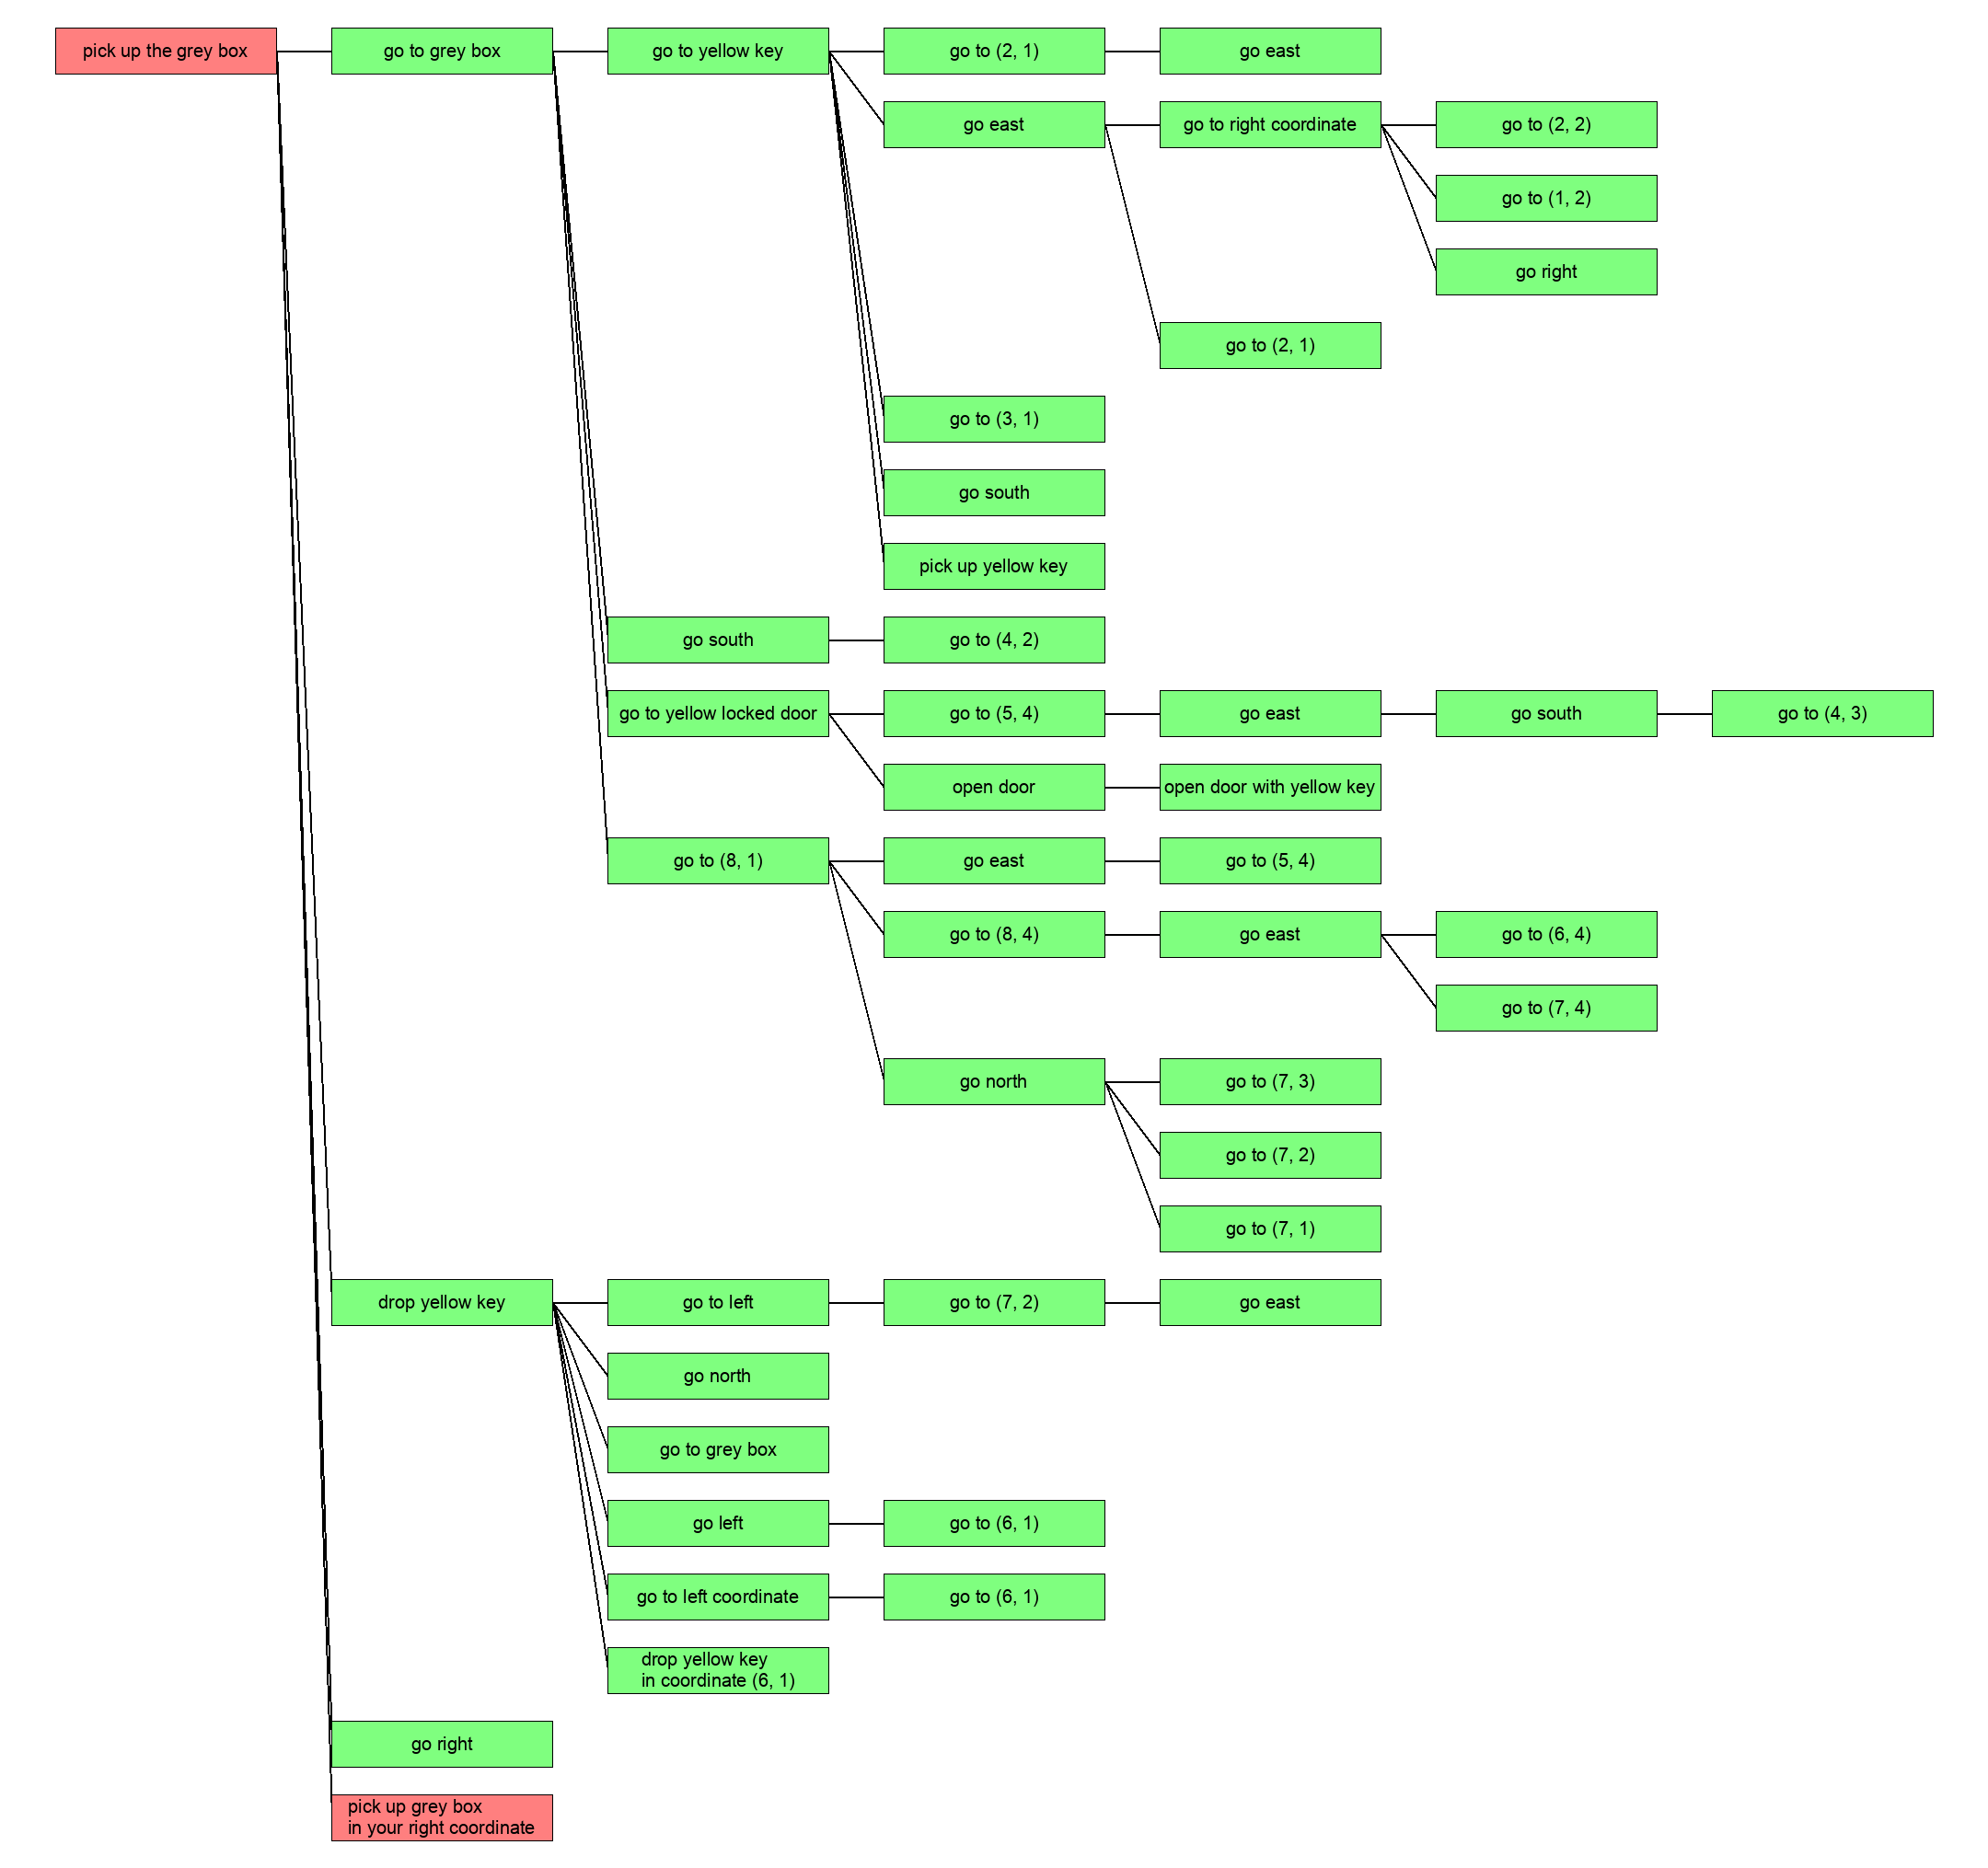 pick up the grey box
go to grey box
go to yellow key
go to (2, 1)
go east
go east
go to right coordinate
go to (2, 2)
go to (1, 2)
go right
go to (2, 1)
go to (3, 1)
go south
pick up yellow key
go south
go to (4, 2)
go to yellow locked door
go to (5, 4)
go east
go south
go to (4, 3)
open door
open door with yellow key
go to (8, 1)
go east
go to (5, 4)
go to (8, 4)
go east
go to (6, 4)
go to (7, 4)
go north
go to (7, 3)
go to (7, 2)
go to (7, 1)
drop yellow key
go to left
go to (7, 2)
go east
go north
go to grey box
go left
go to (6, 1)
go to left coordinate
go to (6, 1)
drop yellow key
in coordinate (6, 1)
go right
pick up grey box
in your right coordinate